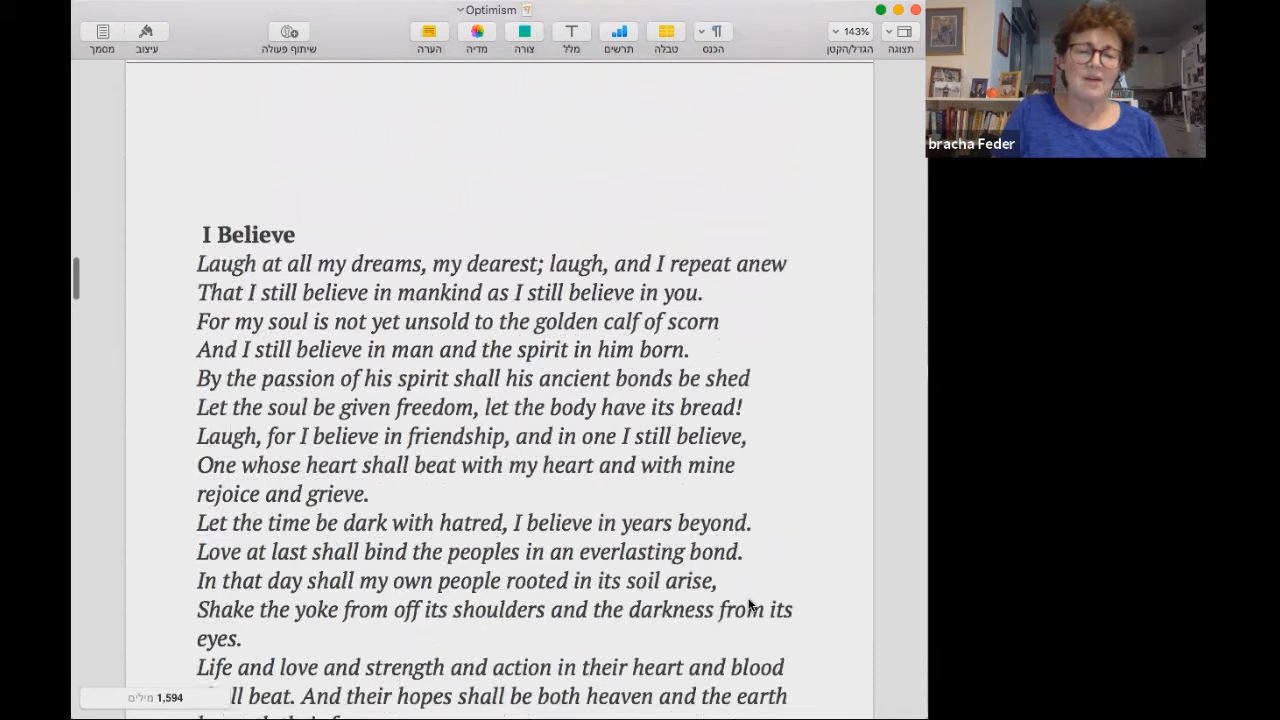 Optimism
מסמך
עיצוב
שיתוף פעולה
הערה
מדיה
צורה
מלל
תרשים
טבלה
הכנס
143%
הגדל/הקטן
תצוגה
bracha Feder
I Believe
Laugh at all my dreams, my dearest; laugh, and I repeat anew
That I still believe in mankind as I still believe in you.
For my soul is not yet unsold to the golden calf of scorn
And I still believe in man and the spirit in him born.
By the passion of his spirit shall his ancient bonds be shed
Let the soul be given freedom, let the body have its bread!
Laugh, for I believe in friendship, and in one I still believe,
One whose heart shall beat with my heart and with mine
rejoice and grieve.
Let the time be dark with hatred, I believe in years beyond.
Love at last shall bind the peoples in an everlasting bond.
In that day shall my own people rooted in its soil arise,
Shake the yoke from off its shoulders and the darkness from its
eyes.
Life and love and strength and action in their heart and blood
beat. And their hopes shall be both heaven and the earth
1,594 מילים